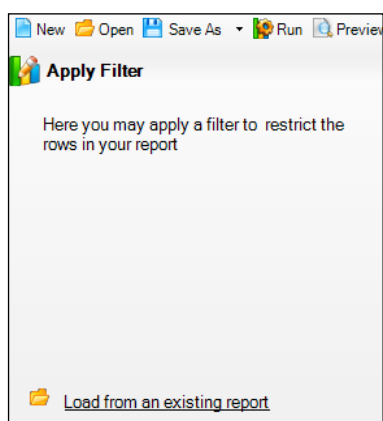 New Open Save As Run Preview
Apply Filter
Here you may apply a filter to restrict the
rows in your report
Load from an existing report